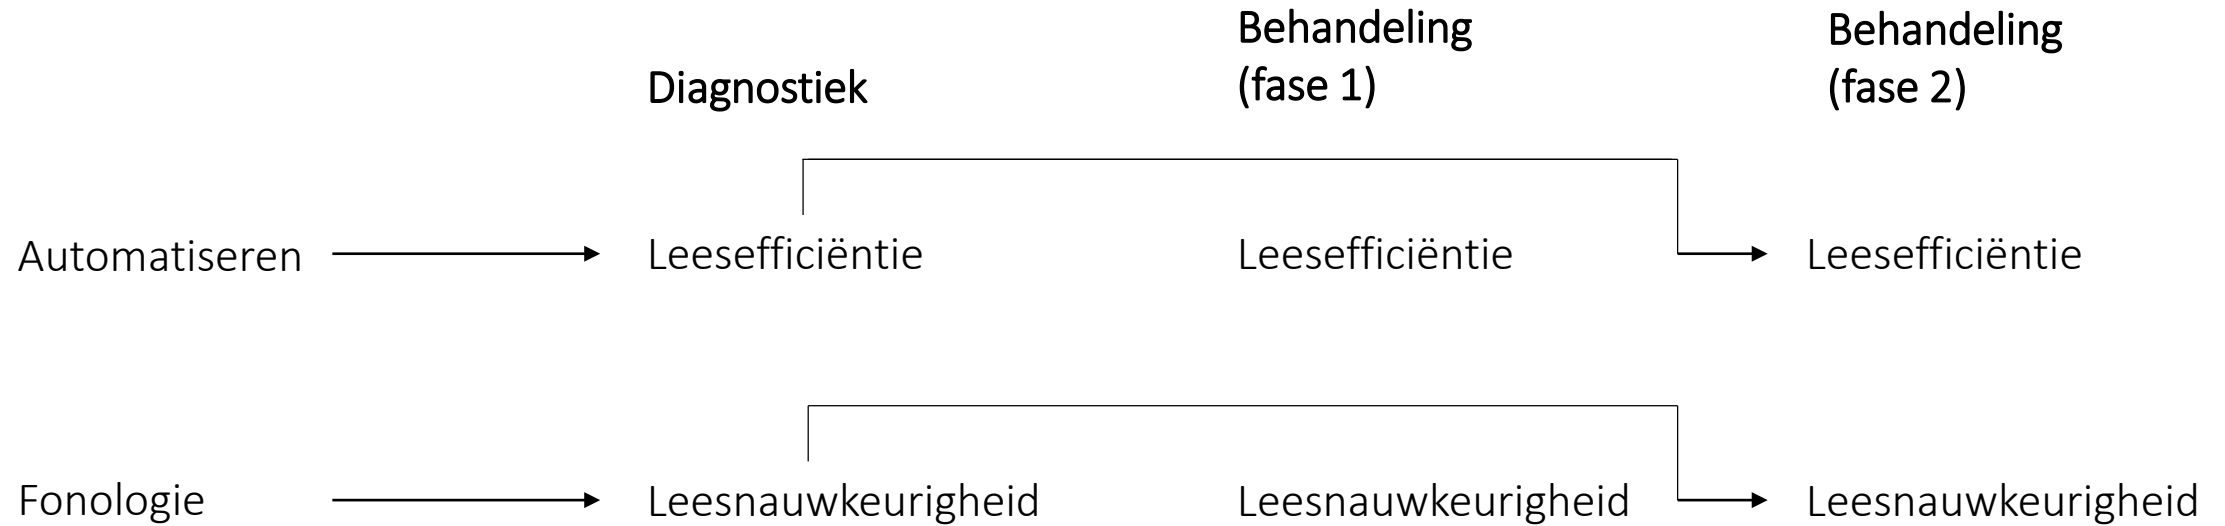 Diagnostiek
Behandeling
(fase 1)
Behandeling
(fase 2)
Automatiseren
Leesefficiëntie
Leesefficiëntie
Leesefficiëntie
Fonologie
Leesnauwkeurigheid
Leesnauwkeurigheid
Leesnauwkeurigheid